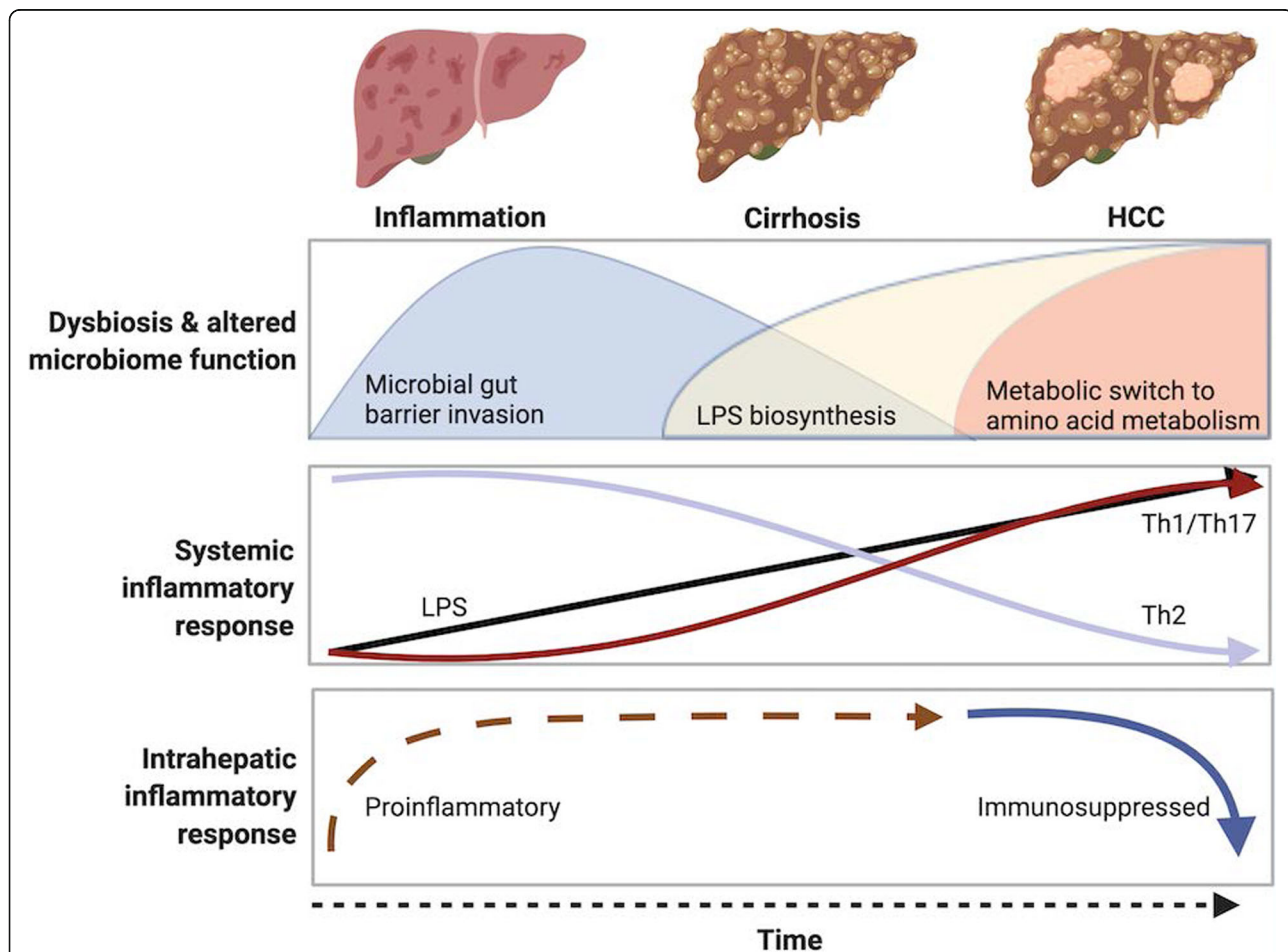 Inflammation
Cirrhosis
HCC
Dysbiosis & altered
microbiome function
Microbial gut
barrier invasion
LPS biosynthesis
Metabolic switch to
amino acid metabolism
Systemic
inflammatory
response
LPS
Th1/Th17
Th2
Intrahepatic
inflammatory
response
Proinflammatory
Immunosuppressed
Time